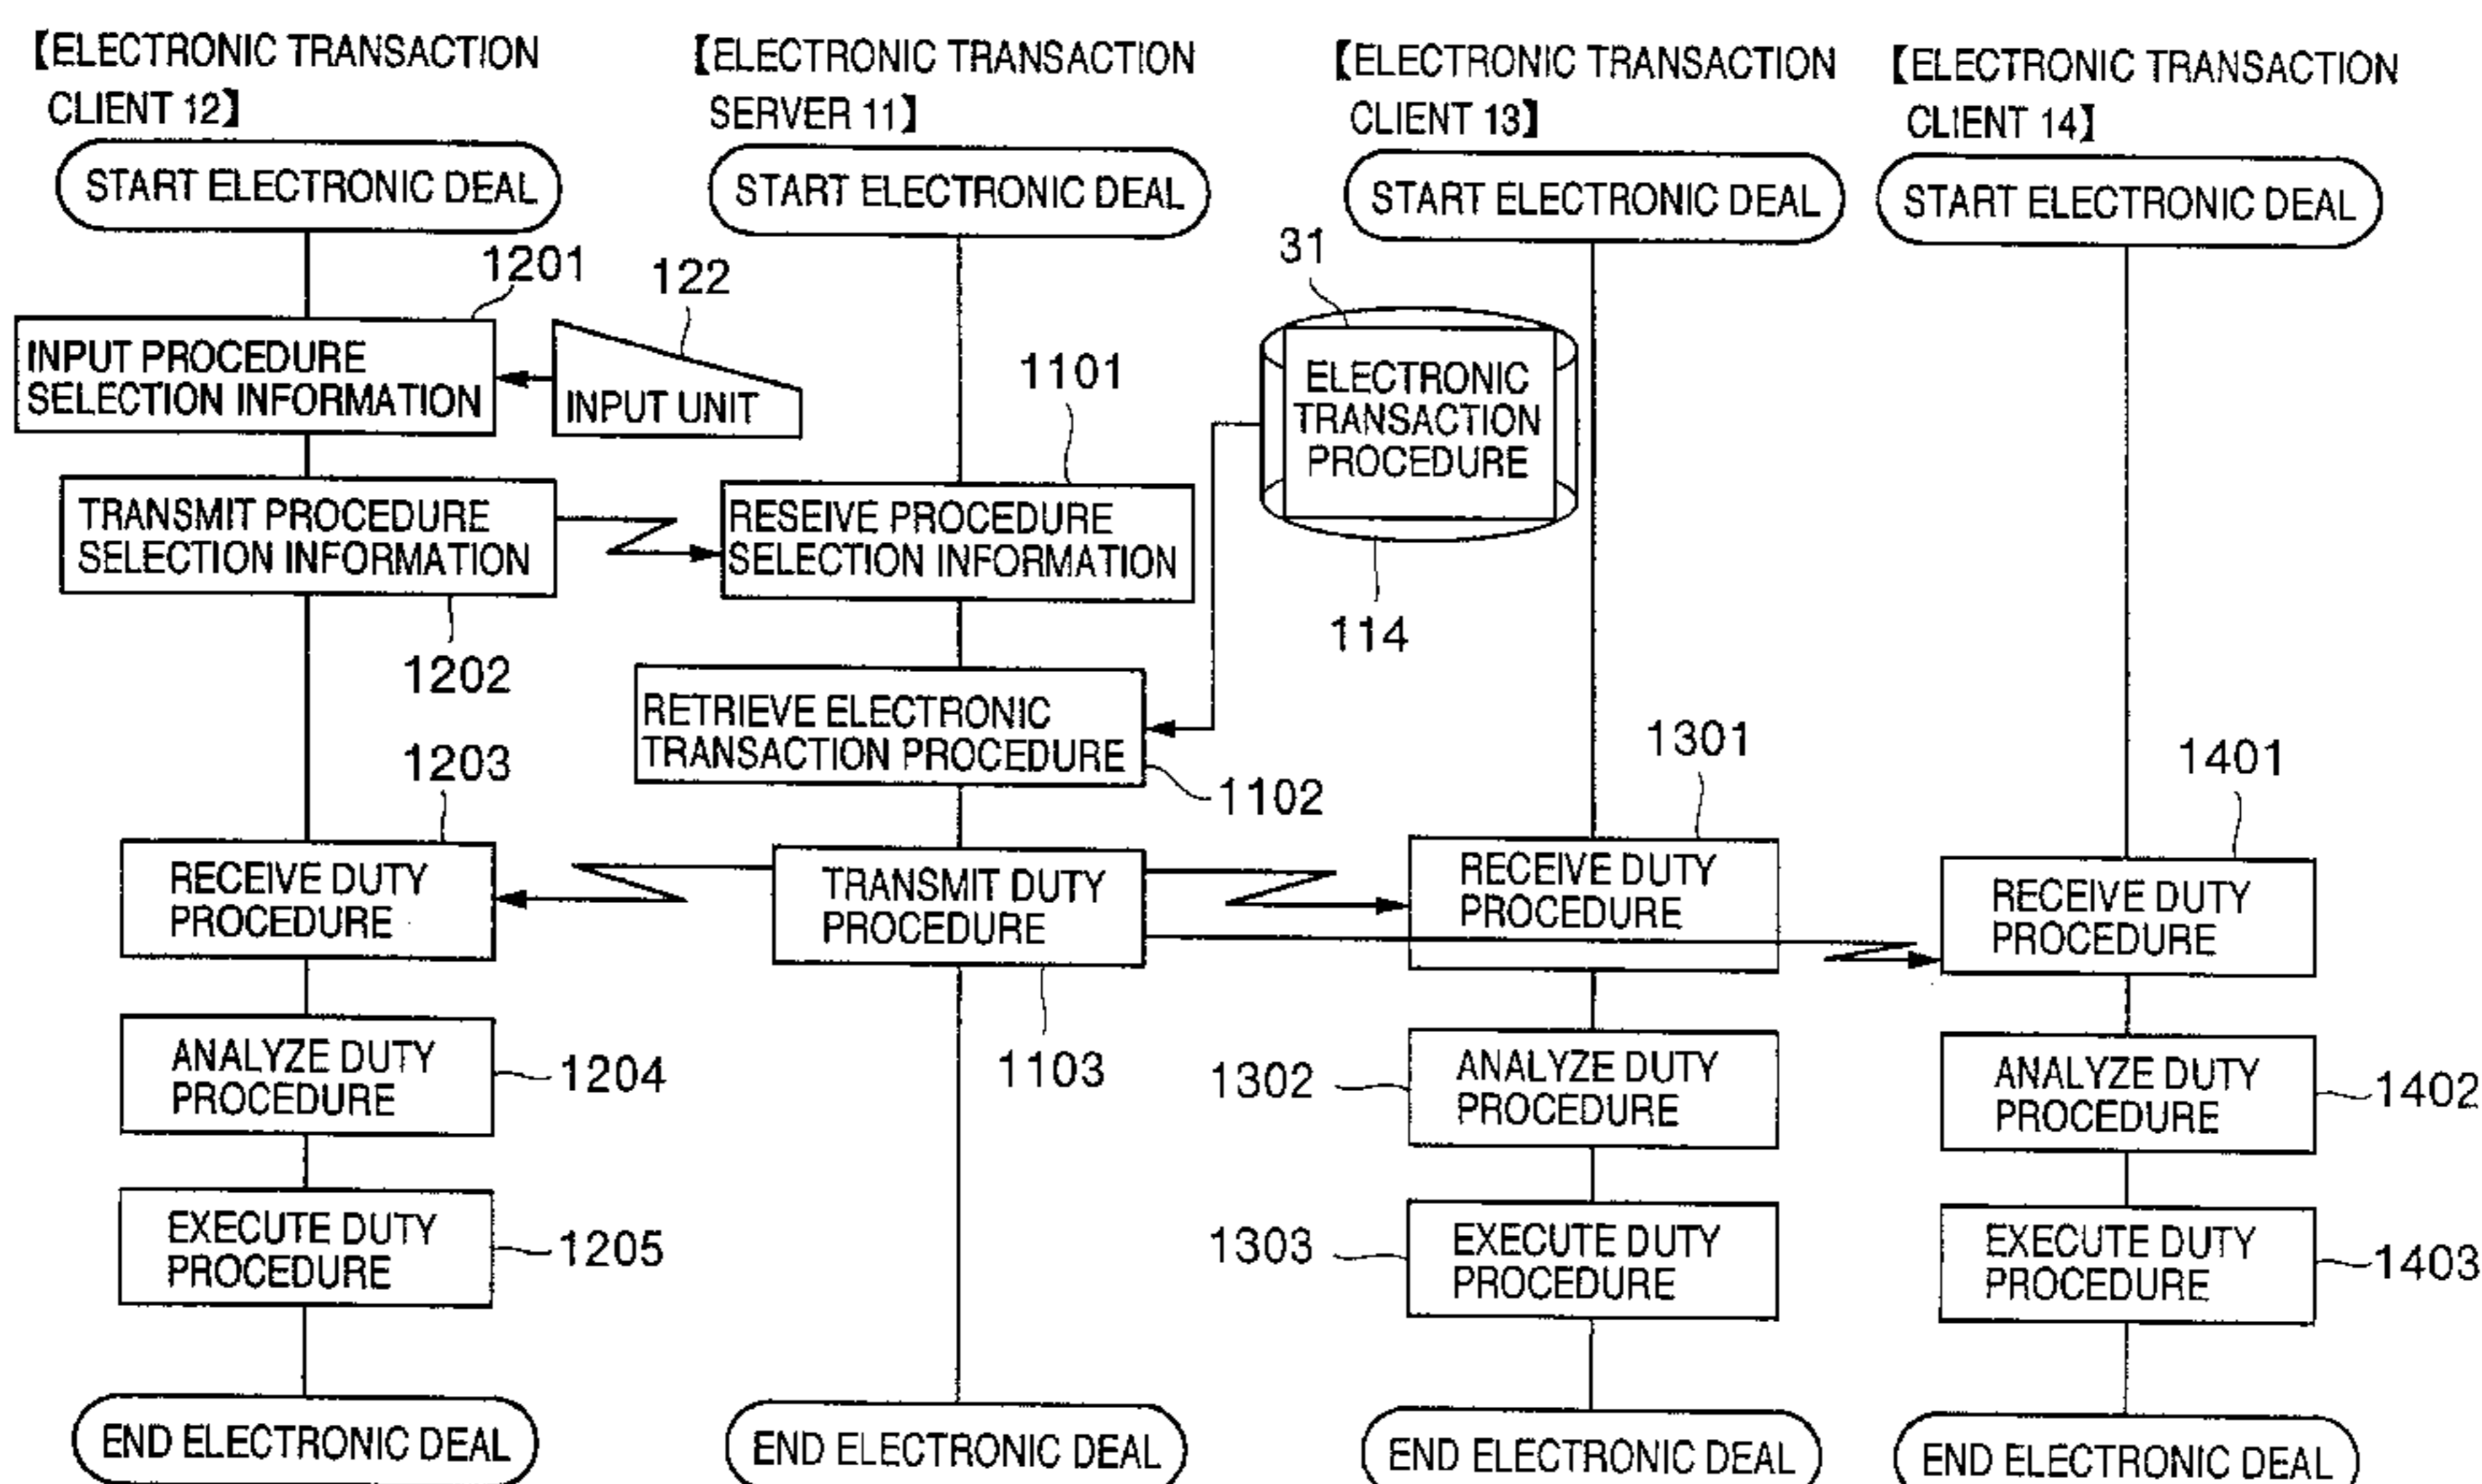 【ELECTRONIC TRANSACTION
CLIENT 12】
START ELECTRONIC DEAL
1201
INPUT PROCEDURE
SELECTION INFORMATION
122
INPUT UNIT
TRANSMIT PROCEDURE
SELECTION INFORMATION
1202
1203
RECEIVE DUTY
PROCEDURE
ANALYZE DUTY
PROCEDURE
1204
EXECUTE DUTY
PROCEDURE
1205
END ELECTRONIC DEAL
【ELECTRONIC TRANSACTION
SERVER 11】
START ELECTRONIC DEAL
1101
RESEIVE PROCEDURE
SELECTION INFORMATION
RETRIEVE ELECTRONIC
TRANSACTION PROCEDURE
1102
TRANSMIT DUTY
PROCEDURE
1103
END ELECTRONIC DEAL
【ELECTRONIC TRANSACTION
CLIENT 13】
START ELECTRONIC DEAL
31
ELECTRONIC
TRANSACTION
PROCEDURE
114
1301
RECEIVE DUTY
PROCEDURE
1302
ANALYZE DUTY
PROCEDURE
1303
EXECUTE DUTY
PROCEDURE
END ELECTRONIC DEAL
【ELECTRONIC TRANSACTION
CLIENT 14】
START ELECTRONIC DEAL
1401
RECEIVE DUTY
PROCEDURE
ANALYZE DUTY
PROCEDURE
1402
EXECUTE DUTY
PROCEDURE
1403
END ELECTRONIC DEAL